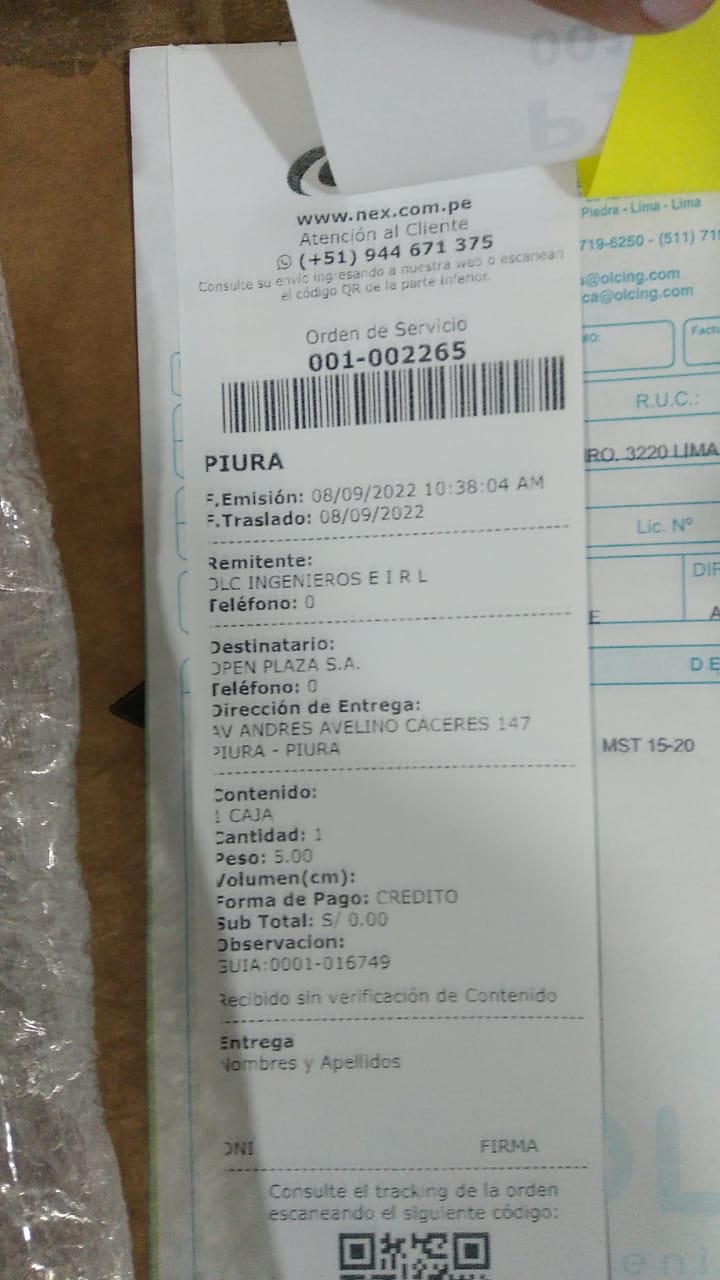 www.nex.com.pe
Atención al Cliente
(+51) 944 671 375
Consulte su envío ingresando a nuestra web o escanean
el código QR de la parte inferior.
Orden de Servicio
001-002265
PIURA
F.Emisión: 08/09/2022 10:38:04 AM
F.Traslado: 08/09/2022
Remitente:
OLC INGENIEROS E I R L
Teléfono: 0
Destinatario:
OPEN PLAZA S.A.
Teléfono: 0
Dirección de Entrega:
AV ANDRES AVELINO CACERES 147
PIURA - PIURA
Contenido:
1 CAJA
Cantidad: 1
Peso: 5.00
Volumen(cm):
Forma de Pago: CREDITO
Sub Total: S/ 0.00
Observacion:
GUIA:0001-016749
Recibido sin verificación de Contenido
Entrega
Nombres y Apellidos
DNI FIRMA
Consulte el tracking de la orden
escaneando el siguiente código:
Piedra - Lima - Lima
719-6250 - (511) 719
s@olcing.com
ca@olcing.com
Factu
R.U.C.:
RO. 3220 LIMA
Lic. Nº
DIR
E
A
DE
MST 15-20